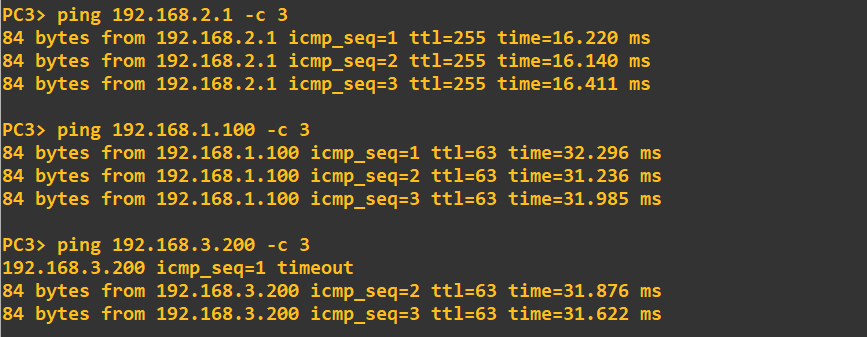 PC3> ping 192.168.2.1 -c 3
84 bytes from 192.168.2.1 icmp_seq=1 ttl=255 time=16.220 ms
84 bytes from 192.168.2.1 icmp_seq=2 ttl=255 time=16.140 ms
84 bytes from 192.168.2.1 icmp_seq=3 ttl=255 time=16.411 ms
PC3> ping 192.168.1.100 -c 3
84 bytes from 192.168.1.100 icmp_seq=1 ttl=63 time=32.296 ms
84 bytes from 192.168.1.100 icmp_seq=2 ttl=63 time=31.236 ms
84 bytes from 192.168.1.100 icmp_seq=3 ttl=63 time=31.985 ms
PC3> ping 192.168.3.200 -c 3
192.168.3.200 icmp_seq=1 timeout
84 bytes from 192.168.3.200 icmp_seq=2 ttl=63 time=31.876 ms
84 bytes from 192.168.3.200 icmp_seq=3 ttl=63 time=31.622 ms